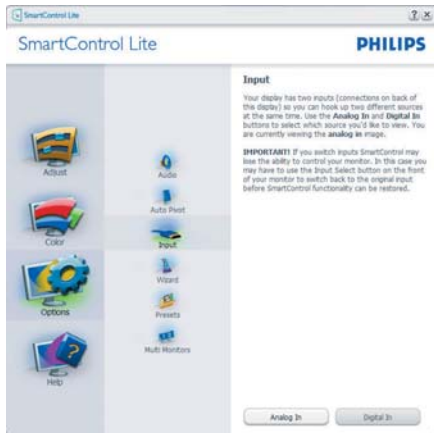 SmartControl Lite
SmartControl Lite
PHILIPS
Adjust
Color
Options
Help
Audio
Auto Pivot
Input
Wizard
Presets
Multi Monitors
Input
Your display has two inputs (connections on back of
the display) so you can hook up two different sources
at the same time. Use the Analog In and Digital In
buttons to select which source you'd like to view. You
are currently viewing the analog in image.
IMPORTANT! If you switch inputs SmartControl may
lose the ability to control your monitor. In this case you
may have to use the Input Select button on the front
of your monitor to switch back to the original input
before SmartControl functionality can be restored.
Analog In
Digital In